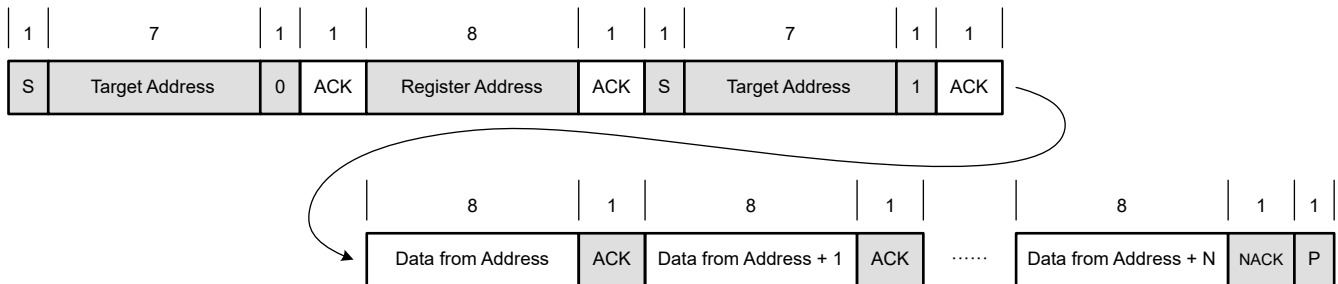 1 7 1 1 8 1 1 7 1 1
S Target Address 0 ACK Register Address ACK S Target Address 1 ACK
8 1 8 1 8 1 1
Data from Address ACK Data from Address + 1 ACK ...... Data from Address + N NACK P